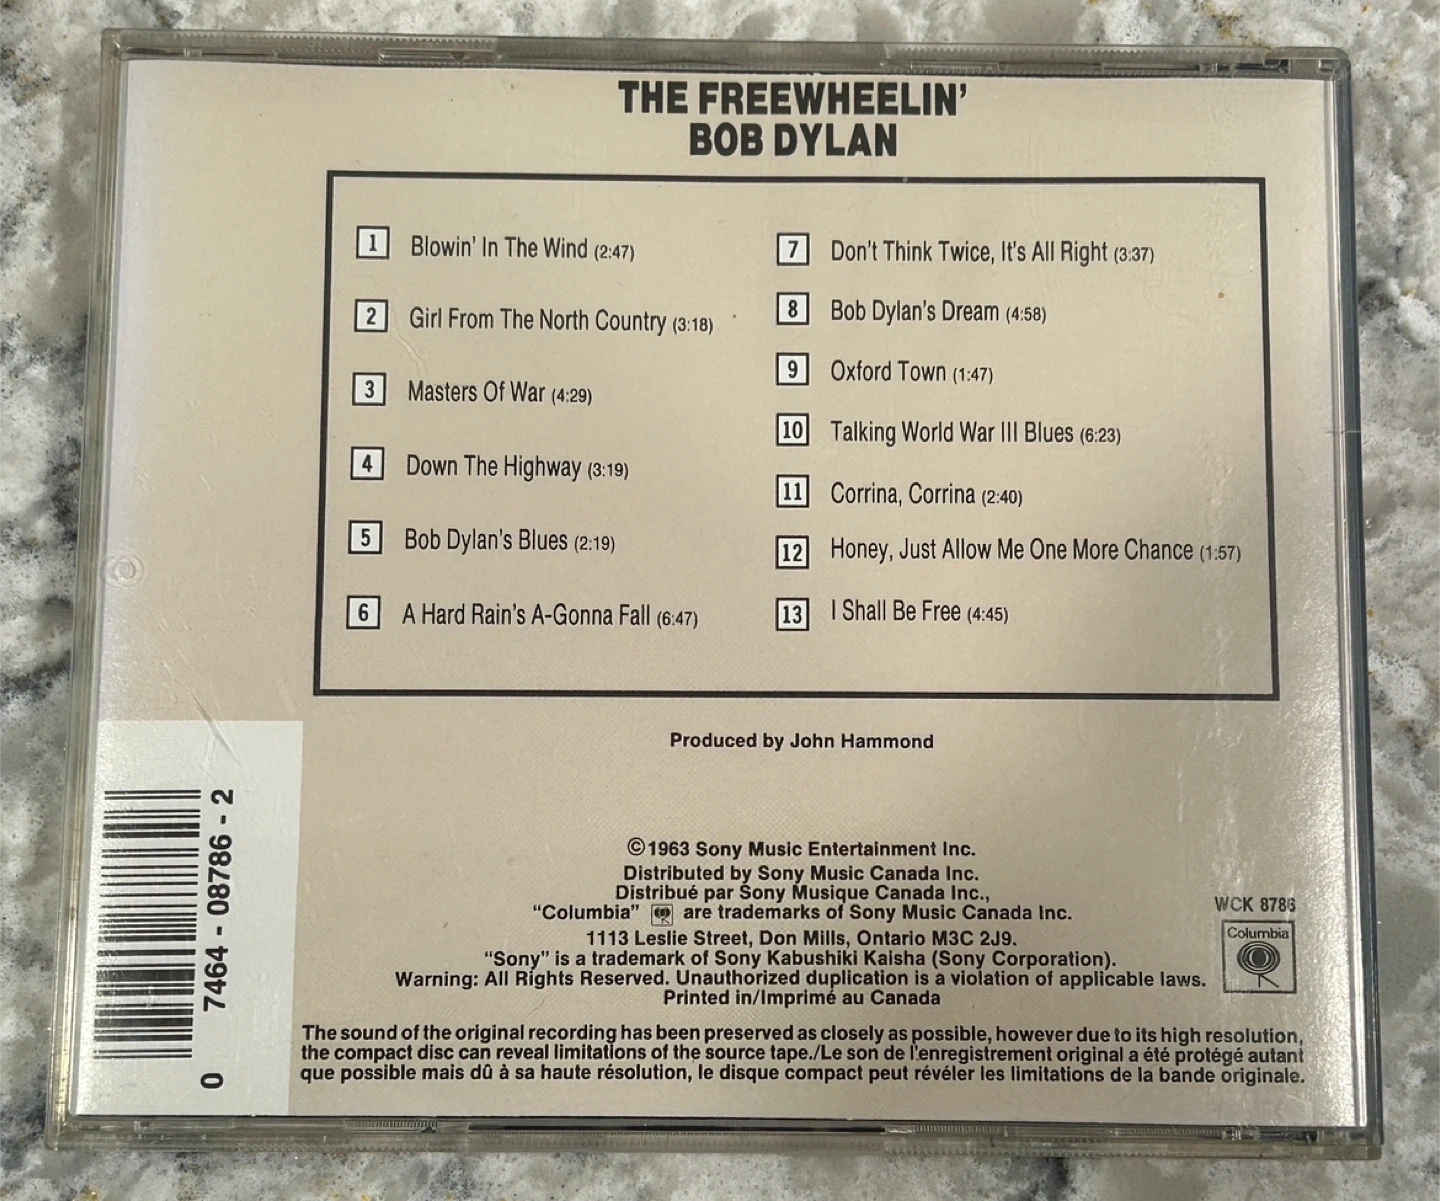 THE FREEWHEELIN'
BOB DYLAN
1 Blowin' In The Wind (2:47)
2 Girl From The North Country (3:18)
3 Masters Of War (4:29)
4 Down The Highway (3:19)
5 Bob Dylan's Blues (2:19)
6 A Hard Rain's A-Gonna Fall (6:47)
7 Don't Think Twice, It's All Right (3:37)
8 Bob Dylan's Dream (4:58)
9 Oxford Town (1:47)
10 Talking World War III Blues (6:23)
11 Corrina, Corrina (2:40)
12 Honey, Just Allow Me One More Chance (1:57)
13 I Shall Be Free (4:45)
Produced by John Hammond
©1963 Sony Music Entertainment Inc.
Distributed by Sony Music Canada Inc.
Distribué par Sony Musique Canada Inc.,
"Columbia" are trademarks of Sony Music Canada Inc.
1113 Leslie Street, Don Mills, Ontario M3C 2J9.
"Sony" is a trademark of Sony Kabushiki Kaisha (Sony Corporation).
Warning: All Rights Reserved. Unauthorized duplication is a violation of applicable laws.
Printed in/Imprimé au Canada
WCK 8786
Columbia
The sound of the original recording has been preserved as closely as possible, however due to its high resolution,
the compact disc can reveal limitations of the source tape./Le son de l'enregistrement original a été protégé autant
que possible mais dû à sa haute résolution, le disque compact peut révéler les limitations de la bande originale.
0 7464 - 08786 - 2